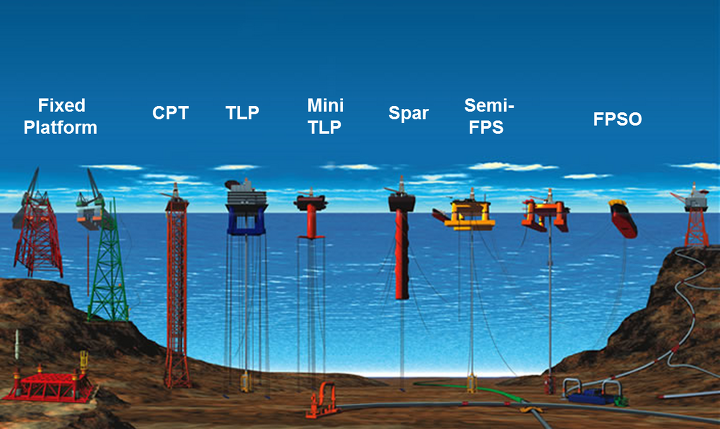 Fixed
Platform
CPT
TLP
Mini
TLP
Spar
Semi-
FPS
FPSO